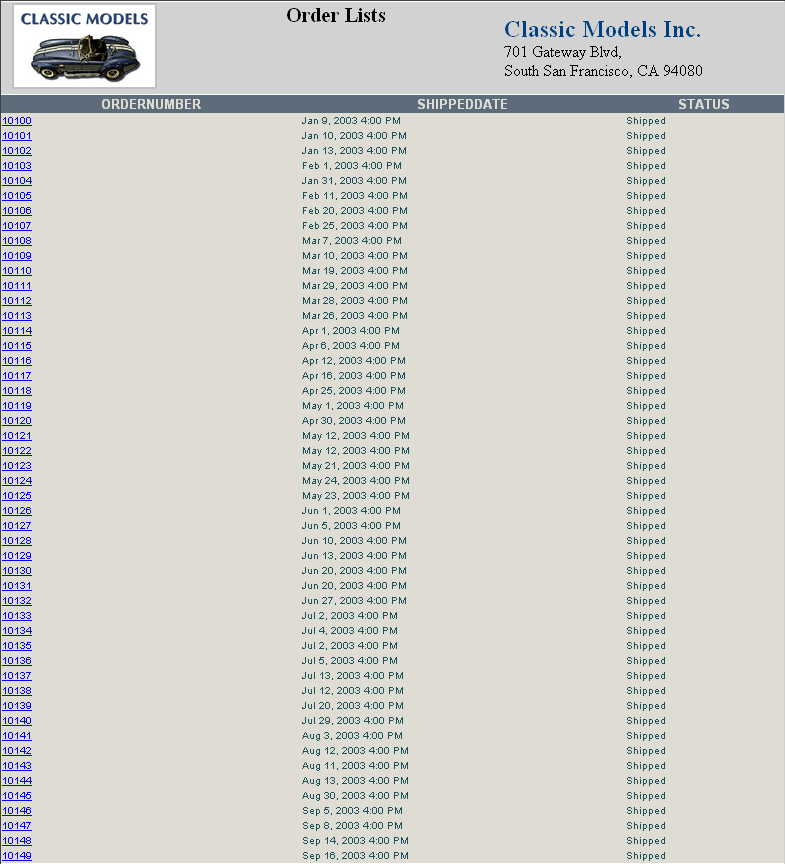 CLASSIC MODELS
Order Lists
Classic Models Inc.
701 Gateway Blvd,
South San Francisco, CA 94080
ORDERNUMBER SHIPPEDDATE STATUS
10100 Jan 9, 2003 4:00 PM Shipped
10101 Jan 10, 2003 4:00 PM Shipped
10102 Jan 13, 2003 4:00 PM Shipped
10103 Feb 1, 2003 4:00 PM Shipped
10104 Jan 31, 2003 4:00 PM Shipped
10105 Feb 11, 2003 4:00 PM Shipped
10106 Feb 20, 2003 4:00 PM Shipped
10107 Feb 25, 2003 4:00 PM Shipped
10108 Mar 7, 2003 4:00 PM Shipped
10109 Mar 10, 2003 4:00 PM Shipped
10110 Mar 19, 2003 4:00 PM Shipped
10111 Mar 29, 2003 4:00 PM Shipped
10112 Mar 28, 2003 4:00 PM Shipped
10113 Mar 26, 2003 4:00 PM Shipped
10114 Apr 1, 2003 4:00 PM Shipped
10115 Apr 6, 2003 4:00 PM Shipped
10116 Apr 12, 2003 4:00 PM Shipped
10117 Apr 16, 2003 4:00 PM Shipped
10118 Apr 25, 2003 4:00 PM Shipped
10119 May 1, 2003 4:00 PM Shipped
10120 Apr 30, 2003 4:00 PM Shipped
10121 May 12, 2003 4:00 PM Shipped
10122 May 12, 2003 4:00 PM Shipped
10123 May 21, 2003 4:00 PM Shipped
10124 May 24, 2003 4:00 PM Shipped
10125 May 23, 2003 4:00 PM Shipped
10126 Jun 1, 2003 4:00 PM Shipped
10127 Jun 5, 2003 4:00 PM Shipped
10128 Jun 10, 2003 4:00 PM Shipped
10129 Jun 13, 2003 4:00 PM Shipped
10130 Jun 20, 2003 4:00 PM Shipped
10131 Jun 20, 2003 4:00 PM Shipped
10132 Jun 27, 2003 4:00 PM Shipped
10133 Jul 2, 2003 4:00 PM Shipped
10134 Jul 4, 2003 4:00 PM Shipped
10135 Jul 2, 2003 4:00 PM Shipped
10136 Jul 5, 2003 4:00 PM Shipped
10137 Jul 13, 2003 4:00 PM Shipped
10138 Jul 12, 2003 4:00 PM Shipped
10139 Jul 20, 2003 4:00 PM Shipped
10140 Jul 29, 2003 4:00 PM Shipped
10141 Aug 3, 2003 4:00 PM Shipped
10142 Aug 12, 2003 4:00 PM Shipped
10143 Aug 11, 2003 4:00 PM Shipped
10144 Aug 13, 2003 4:00 PM Shipped
10145 Aug 30, 2003 4:00 PM Shipped
10146 Sep 5, 2003 4:00 PM Shipped
10147 Sep 8, 2003 4:00 PM Shipped
10148 Sep 14, 2003 4:00 PM Shipped
10149 Sep 16, 2003 4:00 PM Shipped